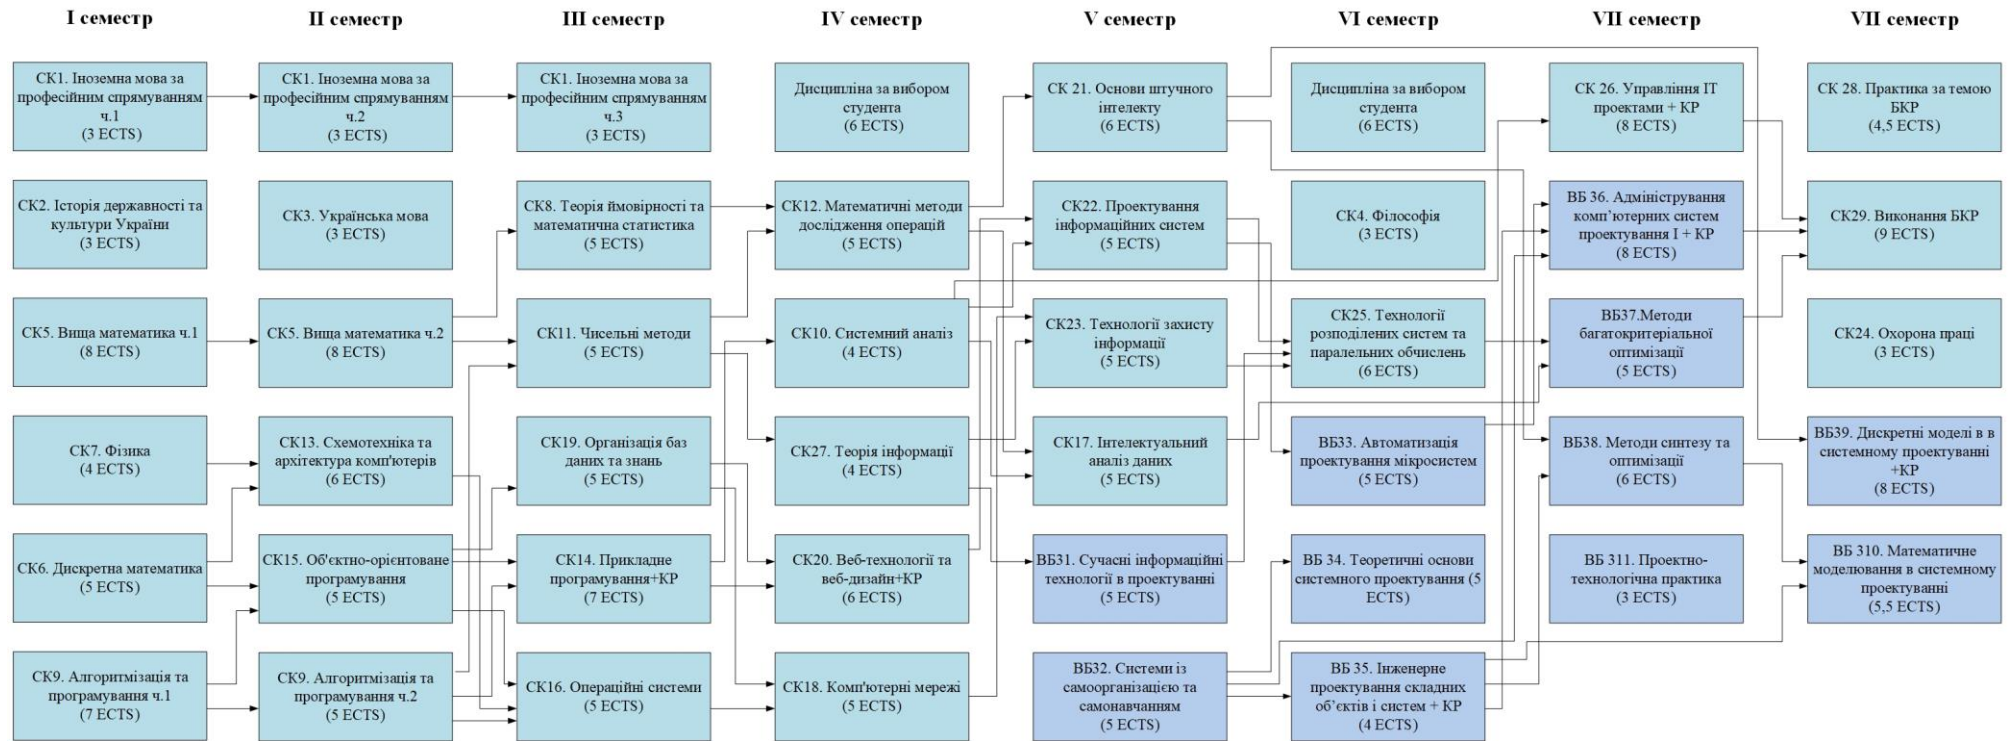 I семестр
II семестр
III семестр
IV семестр
V семестр
VI семестр
VII семестр
VII семестр
СК1. Іноземна мова за
професійним спрямуванням
ч.1
(3 ECTS)
СК1. Іноземна мова за
професійним спрямуванням
ч.2
(3 ECTS)
СК1. Іноземна мова за
професійним спрямуванням
ч.3
(3 ECTS)
Дисципліна за вибором
студента
(6 ECTS)
СК 21. Основи штучного
інтелекту
(6 ECTS)
Дисципліна за вибором
студента
(6 ECTS)
СК 26. Управління ІТ
проектами + КР
(8 ECTS)
СК 28. Практика за темою
БКР
(4,5 ECTS)
СК2. Історія державності та
культури України
(3 ECTS)
СК3. Українська мова
(3 ECTS)
СК8. Теорія ймовірності та
математична статистика
(5 ECTS)
СК12. Математичні методи
дослідження операцій
(5 ECTS)
СК22. Проектування
інформаційних систем
(5 ECTS)
СК4. Філософія
(3 ECTS)
ВБ 36. Адміністрування
комп’ютерних систем
проектування І + КР
(8 ECTS)
СК29. Виконання БКР
(9 ECTS)
СК5. Вища математика ч.1
(8 ECTS)
СК5. Вища математика ч.2
(8 ECTS)
СК11. Чисельні методи
(5 ECTS)
СК10. Системний аналіз
(4 ECTS)
СК23. Технології захисту
інформації
(5 ECTS)
СК25. Технології
розподілених систем та
паралельних обчислень
(6 ECTS)
ВБ37.Методи
багатокритеріальної
оптимізації
(5 ECTS)
СК24. Охорона праці
(3 ECTS)
СК7. Фізика
(4 ECTS)
СК13. Схемотехніка та
архітектура комп'ютерів
(6 ECTS)
СК19. Організація баз
даних та знань
(5 ECTS)
СК27. Теорія інформації
(4 ECTS)
СК17. Інтелектуальний
аналіз даних
(5 ECTS)
ВБ33. Автоматизація
проектування мікросистем
(5 ECTS)
ВБ38. Методи синтезу та
оптимізації
(6 ECTS)
ВБ39. Дискретні моделі в в
системному проектуванні
+КР
(8 ECTS)
СК6. Дискретна математика
(5 ECTS)
СК15. Об'єктно-орієнтоване
програмування
(5 ECTS)
СК14. Прикладне
програмування+КР
(7 ECTS)
СК20. Веб-технології та
веб-дизайн+КР
(6 ECTS)
ВБ31. Сучасні інформаційні
технології в проектуванні
(5 ECTS)
ВБ 34. Теоретичні основи
системного проектування (5
ECTS)
ВБ 311. Проектно-
технологічна практика
(3 ECTS)
ВБ 310. Математичне
моделювання в системному
проектуванні
(5,5 ECTS)
СК9. Алгоритмізація та
програмування ч.1
(7 ECTS)
СК9. Алгоритмізація та
програмування ч.2
(5 ECTS)
СК16. Операційні системи
(5 ECTS)
СК18. Комп'ютерні мережі
(5 ECTS)
ВБ32. Системи із
самоорганізацією та
самонавчанням
(5 ECTS)
ВБ 35. Інженерне
проектування складних
об’єктів і систем + КР
(4 ECTS)